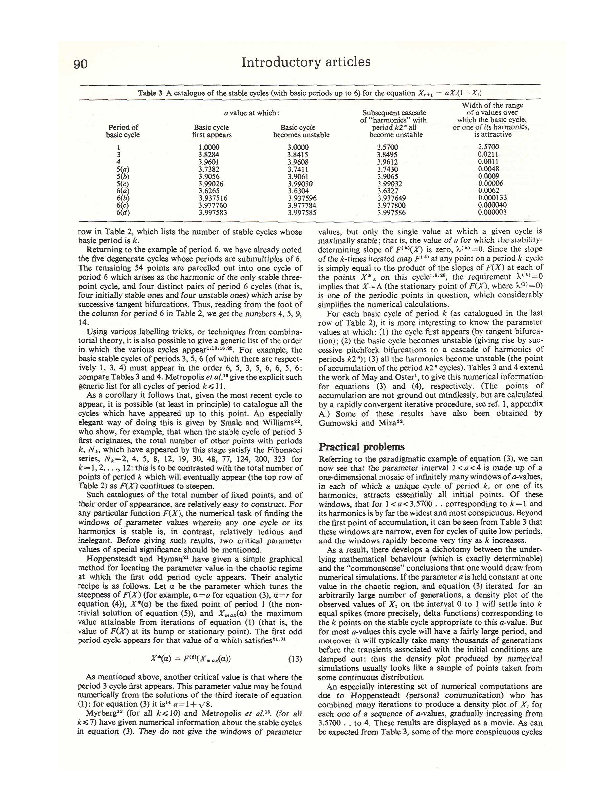 90
Introductory articles
Table 3 A catalogue of the stable cycles (with basic periods up to 6) for the equation Xₜ₊₁ = aXₜ(1−Xₜ)
a value at which:
Period of basic cycle
Basic cycle first appears
Basic cycle becomes unstable
Subsequent cascade of "harmonics" with period k2ⁿ all become unstable
Width of the range of a values over which the basic cycle, or one of its harmonics, is attractive
1 1.0000 3.0000 3.5700 2.5700
3 3.8284 3.8415 3.8495 0.0211
4 3.9601 3.9608 3.9612 0.0011
5(a) 3.7382 3.7411 3.7430 0.0048
5(b) 3.9056 3.9061 3.9065 0.0009
5(c) 3.99026 3.99030 3.99032 0.00006
6(a) 3.6265 3.6304 3.6327 0.0062
6(b) 3.937516 3.937596 3.937649 0.000133
6(c) 3.977760 3.977784 3.977800 0.000040
6(d) 3.997583 3.997585 3.997586 0.000003
row in Table 2, which lists the number of stable cycles whose
basic period is k.
Returning to the example of period 6, we have already noted
the five degenerate cycles whose periods are submultiples of 6.
The remaining 54 points are parcelled out into one cycle of
period 6 which arises as the harmonic of the only stable three-
point cycle, and four distinct pairs of period 6 cycles (that is,
four initially stable ones and four unstable ones) which arise by
successive tangent bifurcations. Thus, reading from the foot of
the column for period 6 in Table 2, we get the numbers 4, 5, 9,
14.
Using various labelling tricks, or techniques from combina-
torial theory, it is also possible to give a generic list of the order
in which the various cycles appear. For example, the
basic stable cycles of periods 3, 5, 6 (of which there are respect-
ively 1, 3, 4) must appear in the order 6, 5, 3, 5, 6, 6, 5, 6:
compare Tables 3 and 4. Metropolis et al. give the explicit such
generic list for all cycles of period k⩽11.
As a corollary it follows that, given the most recent cycle to
appear, it is possible (at least in principle) to catalogue all the
cycles which have appeared up to this point. An especially
elegant way of doing this is given by Smale and Williams,
who show, for example, that when the stable cycle of period 3
first originates, the total number of other points with periods
k, Nₖ, which have appeared by this stage satisfy the Fibonacci
series, Nₖ=2, 4, 5, 8, 12, 19, 30, 48, 77, 124, 200, 323 for
k=1, 2, . . ., 12: this is to be contrasted with the total number of
points of period k which will eventually appear (the top row of
Table 2) as F(X) continues to steepen.
Such catalogues of the total number of fixed points, and of
their order of appearance, are relatively easy to construct. For
any particular function F(X), the numerical task of finding the
windows of parameter values wherein any one cycle or its
harmonics is stable is, in contrast, relatively tedious and
inelegant. Before giving such results, two critical parameter
values of special significance should be mentioned.
Hoppensteadt and Hyman have given a simple graphical
method for locating the parameter value in the chaotic regime
at which the first odd period cycle appears. Their analytic
recipe is as follows. Let α be the parameter which tunes the
steepness of F(X) (for example, α=a for equation (3), α=r for
equation (4)), X*(α) be the fixed point of period 1 (the non-
trivial solution of equation (5)), and Xₘₐₓ(α) the maximum
value attainable from iterations of equation (1) (that is, the
value of F(X) at its hump or stationary point). The first odd
period cycle appears for that value of α which satisfies
X*(α) = F⁽²⁾(Xₘₐₓ(α)) (13)
As mentioned above, another critical value is that where the
period 3 cycle first appears. This parameter value may be found
numerically from the solutions of the third iterate of equation
(1): for equation (3) it is a=1+√8.
Myrberg (for all k⩽10) and Metropolis et al. (for all
k⩽7) have given numerical information about the stable cycles
in equation (3). They do not give the windows of parameter
values, but only the single value at which a given cycle is
maximally stable; that is, the value of a for which the stability-
determining slope of F⁽ᵏ⁾(X) is zero, λ⁽ᵏ⁾=0. Since the slope
of the k-times iterated map F⁽ᵏ⁾ at any point on a period k cycle
is simply equal to the product of the slopes of F(X) at each of
the points X*ₖ on this cycle, the requirement λ⁽ᵏ⁾=0
implies that X=A (the stationary point of F(X), where λ⁽¹⁾=0)
is one of the periodic points in question, which considerably
simplifies the numerical calculations.
For each basic cycle of period k (as catalogued in the last
row of Table 2), it is more interesting to know the parameter
values at which: (1) the cycle first appears (by tangent bifurca-
tion); (2) the basic cycle becomes unstable (giving rise by suc-
cessive pitchfork bifurcations to a cascade of harmonics of
periods k2ⁿ); (3) all the harmonics become unstable (the point
of accumulation of the period k2ⁿ cycles). Tables 3 and 4 extend
the work of May and Oster, to give this numerical information
for equations (3) and (4), respectively. (The points of
accumulation are not ground out mindlessly, but are calculated
by a rapidly convergent iterative procedure, see ref. 1, appendix
A.) Some of these results have also been obtained by
Gumowski and Mira.
Practical problems
Referring to the paradigmatic example of equation (3), we can
now see that the parameter interval 1<a<4 is made up of a
one-dimensional mosaic of infinitely many windows of a-values,
in each of which a unique cycle of period k, or one of its
harmonics, attracts essentially all initial points. Of these
windows, that for 1<a<3.5700 . . corresponding to k=1 and
its harmonics is by far the widest and most conspicuous. Beyond
the first point of accumulation, it can be seen from Table 3 that
these windows are narrow, even for cycles of quite low periods,
and the windows rapidly become very tiny as k increases.
As a result, there develops a dichotomy between the under-
lying mathematical behaviour (which is exactly determinable)
and the "commonsense" conclusions that one would draw from
numerical simulations. If the parameter a is held constant at one
value in the chaotic region, and equation (3) iterated for an
arbitrarily large number of generations, a density plot of the
observed values of Xₜ on the interval 0 to 1 will settle into k
equal spikes (more precisely, delta functions) corresponding to
the k points on the stable cycle appropriate to this a-value. But
for most a-values this cycle will have a fairly large period, and
moreover it will typically take many thousands of generations
before the transients associated with the initial conditions are
damped out: thus the density plot produced by numerical
simulations usually looks like a sample of points taken from
some continuous distribution.
An especially interesting set of numerical computations are
due to Hoppensteadt (personal communication) who has
combined many iterations to produce a density plot of Xₜ for
each one of a sequence of a-values, gradually increasing from
3.5700 . . to 4. These results are displayed as a movie. As can
be expected from Table 3, some of the more conspicuous cycles